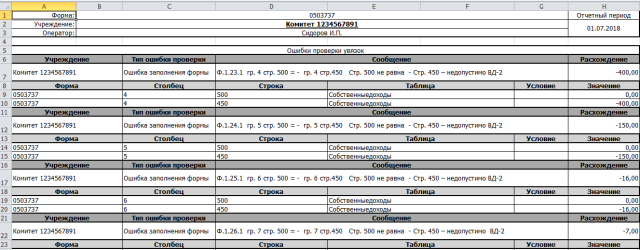 A B C D E F G H
1 Форма: 0503737 Отчетный период
2 Учреждение: Комитет 1234567891 01.07.2018
3 Оператор: Сидоров И.П.
4
5 Ошибки проверки увязок
6 Учреждение Тип ошибки проверки Сообщение Расхождение
7 Комитет 1234567891 Ошибка заполнения формы Ф.1.23.1 гр. 4 стр. 500 = - гр. 4 стр.450 Стр. 500 не равна - Стр. 450 – недопустимо ВД-2 -400,00
8 Форма Столбец Строка Таблица Условие Значение
9 0503737 4 500 Собственныедоходы 0,00
10 0503737 4 450 Собственныедоходы -400,00
11 Учреждение Тип ошибки проверки Сообщение Расхождение
12 Комитет 1234567891 Ошибка заполнения формы Ф.1.24.1 гр. 5 стр. 500 = - гр. 5 стр.450 Стр. 500 не равна - Стр. 450 – недопустимо ВД-2 -150,00
13 Форма Столбец Строка Таблица Условие Значение
14 0503737 5 500 Собственныедоходы 0,00
15 0503737 5 450 Собственныедоходы -150,00
16 Учреждение Тип ошибки проверки Сообщение Расхождение
17 Комитет 1234567891 Ошибка заполнения формы Ф.1.25.1 гр. 6 стр. 500 = - гр. 6 стр.450 Стр. 500 не равна - Стр. 450 – недопустимо ВД-2 -16,00
18 Форма Столбец Строка Таблица Условие Значение
19 0503737 6 500 Собственныедоходы 0,00
20 0503737 6 450 Собственныедоходы -16,00
21 Учреждение Тип ошибки проверки Сообщение Расхождение
22 Комитет 1234567891 Ошибка заполнения формы Ф.1.26.1 гр. 7 стр. 500 = - гр. 7 стр.450 Стр. 500 не равна - Стр. 450 – недопустимо ВД-2 -7,00
23 Форма Столбец Строка Таблица Условие Значение